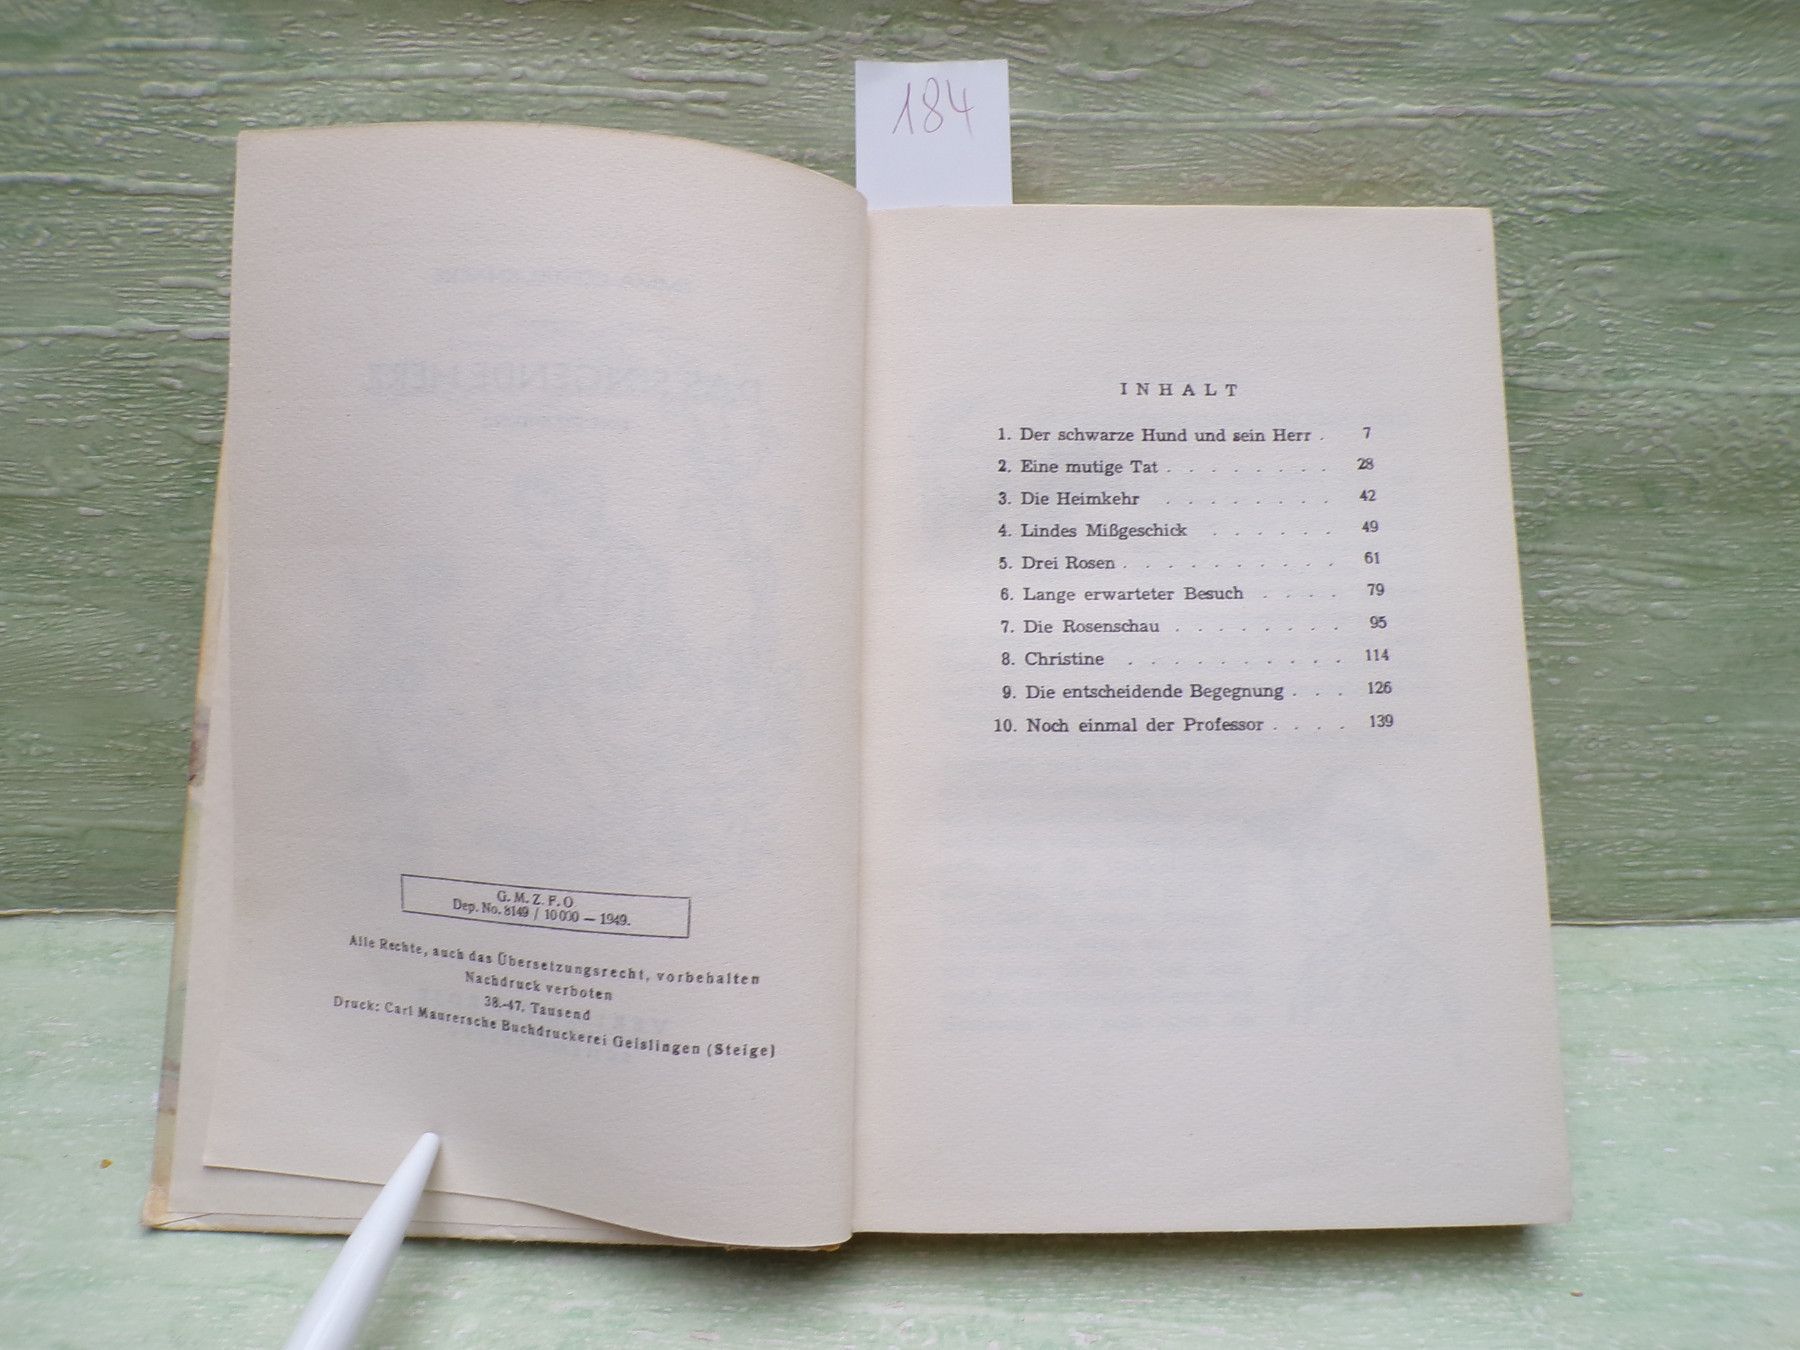 184
G. M. Z. F. O.
Dep. No. 8149 / 10 000 — 1949.
Alle Rechte, auch das Übersetzungsrecht, vorbehalten
Nachdruck verboten
38.-47. Tausend
Druck: Carl Maurersche Buchdruckerei Geislingen (Steige)
INHALT
1. Der schwarze Hund und sein Herr . 7
2. Eine mutige Tat . . . . . . . . 28
3. Die Heimkehr . . . . . . . . 42
4. Lindes Mißgeschick . . . . . . 49
5. Drei Rosen . . . . . . . . . . 61
6. Lange erwarteter Besuch . . . . 79
7. Die Rosenschau . . . . . . . . 95
8. Christine . . . . . . . . . . 114
9. Die entscheidende Begegnung . . . 126
10. Noch einmal der Professor . . . . 139